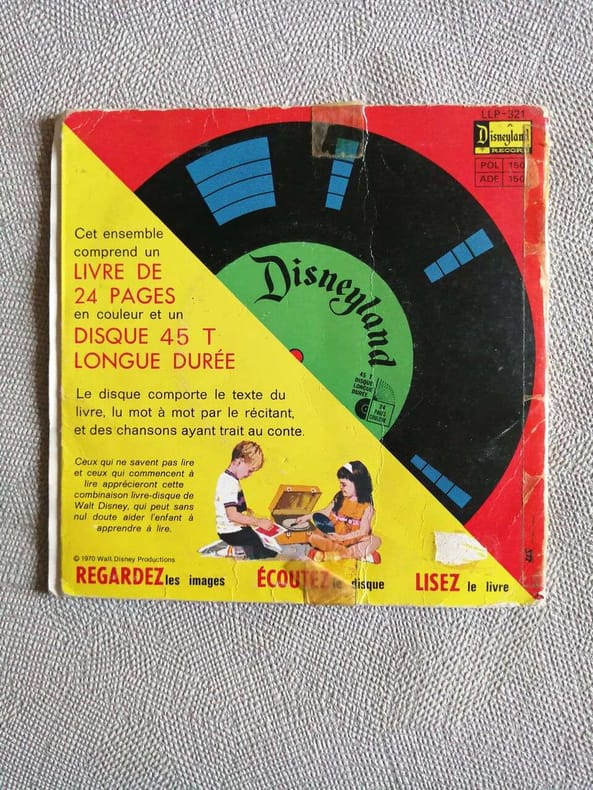 LLP-321
Disneyland
RECORD
POL 150
ADF 150
Cet ensemble
comprend un
LIVRE DE
24 PAGES
en couleur et un
DISQUE 45 T
LONGUE DURÉE
Disneyland
45 T
DISQUE
LONGUE
DURÉE
24
PAGES
COULEUR
Le disque comporte le texte du
livre, lu mot à mot par le récitant,
et des chansons ayant trait au conte.
Ceux qui ne savent pas lire
et ceux qui commencent à
lire apprécieront cette
combinaison livre-disque de
Walt Disney, qui peut sans
nul doute aider l'enfant à
apprendre à lire.
© 1970 Walt Disney Productions
REGARDEZ les images ÉCOUTEZ le disque LISEZ le livre